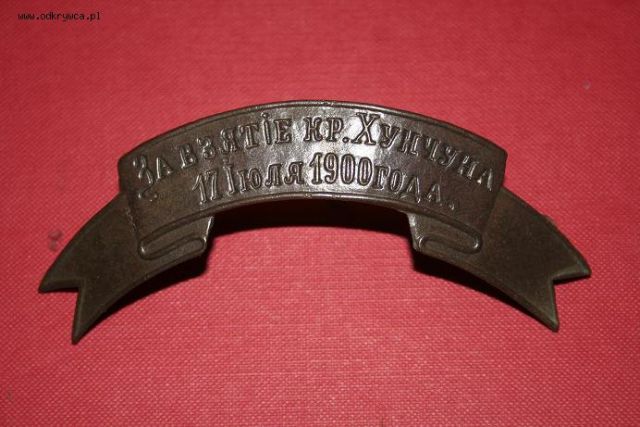 www.odkrywca.pl
За взятіе кр. Хунчуна
17 Іюля 1900 года.